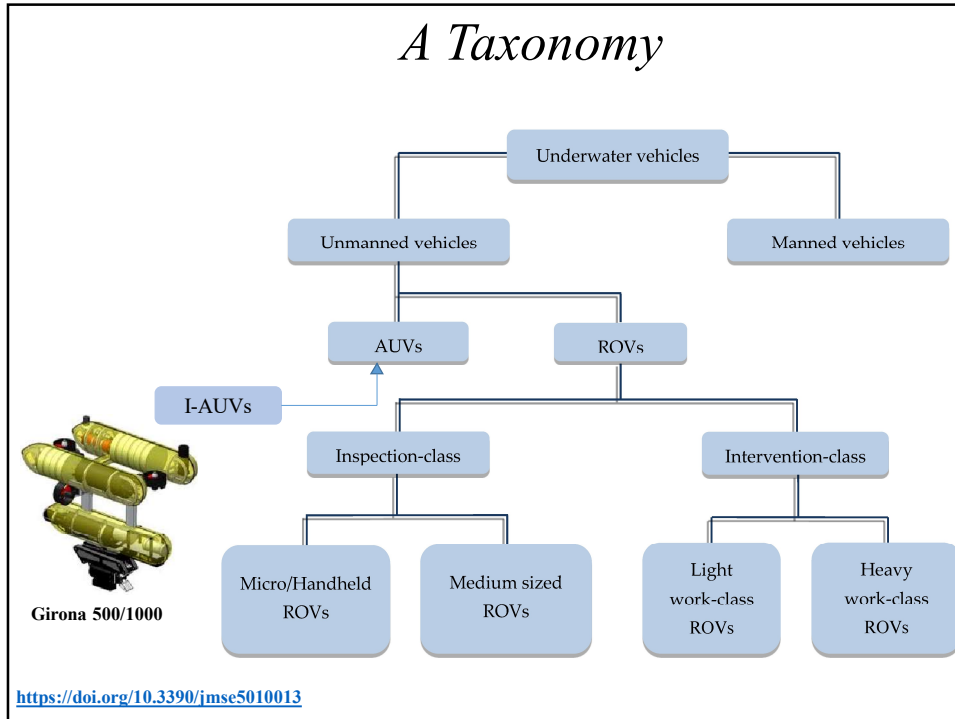 A Taxonomy
Underwater vehicles
Unmanned vehicles
Manned vehicles
AUVs
ROVs
I-AUVs
Inspection-class
Intervention-class
Micro/Handheld
ROVs
Medium sized
ROVs
Light
work-class
ROVs
Heavy
work-class
ROVs
Girona 500/1000
https://doi.org/10.3390/jmse5010013